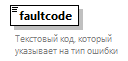 faultcode
Текстовый код, который
указывает на тип ошибки